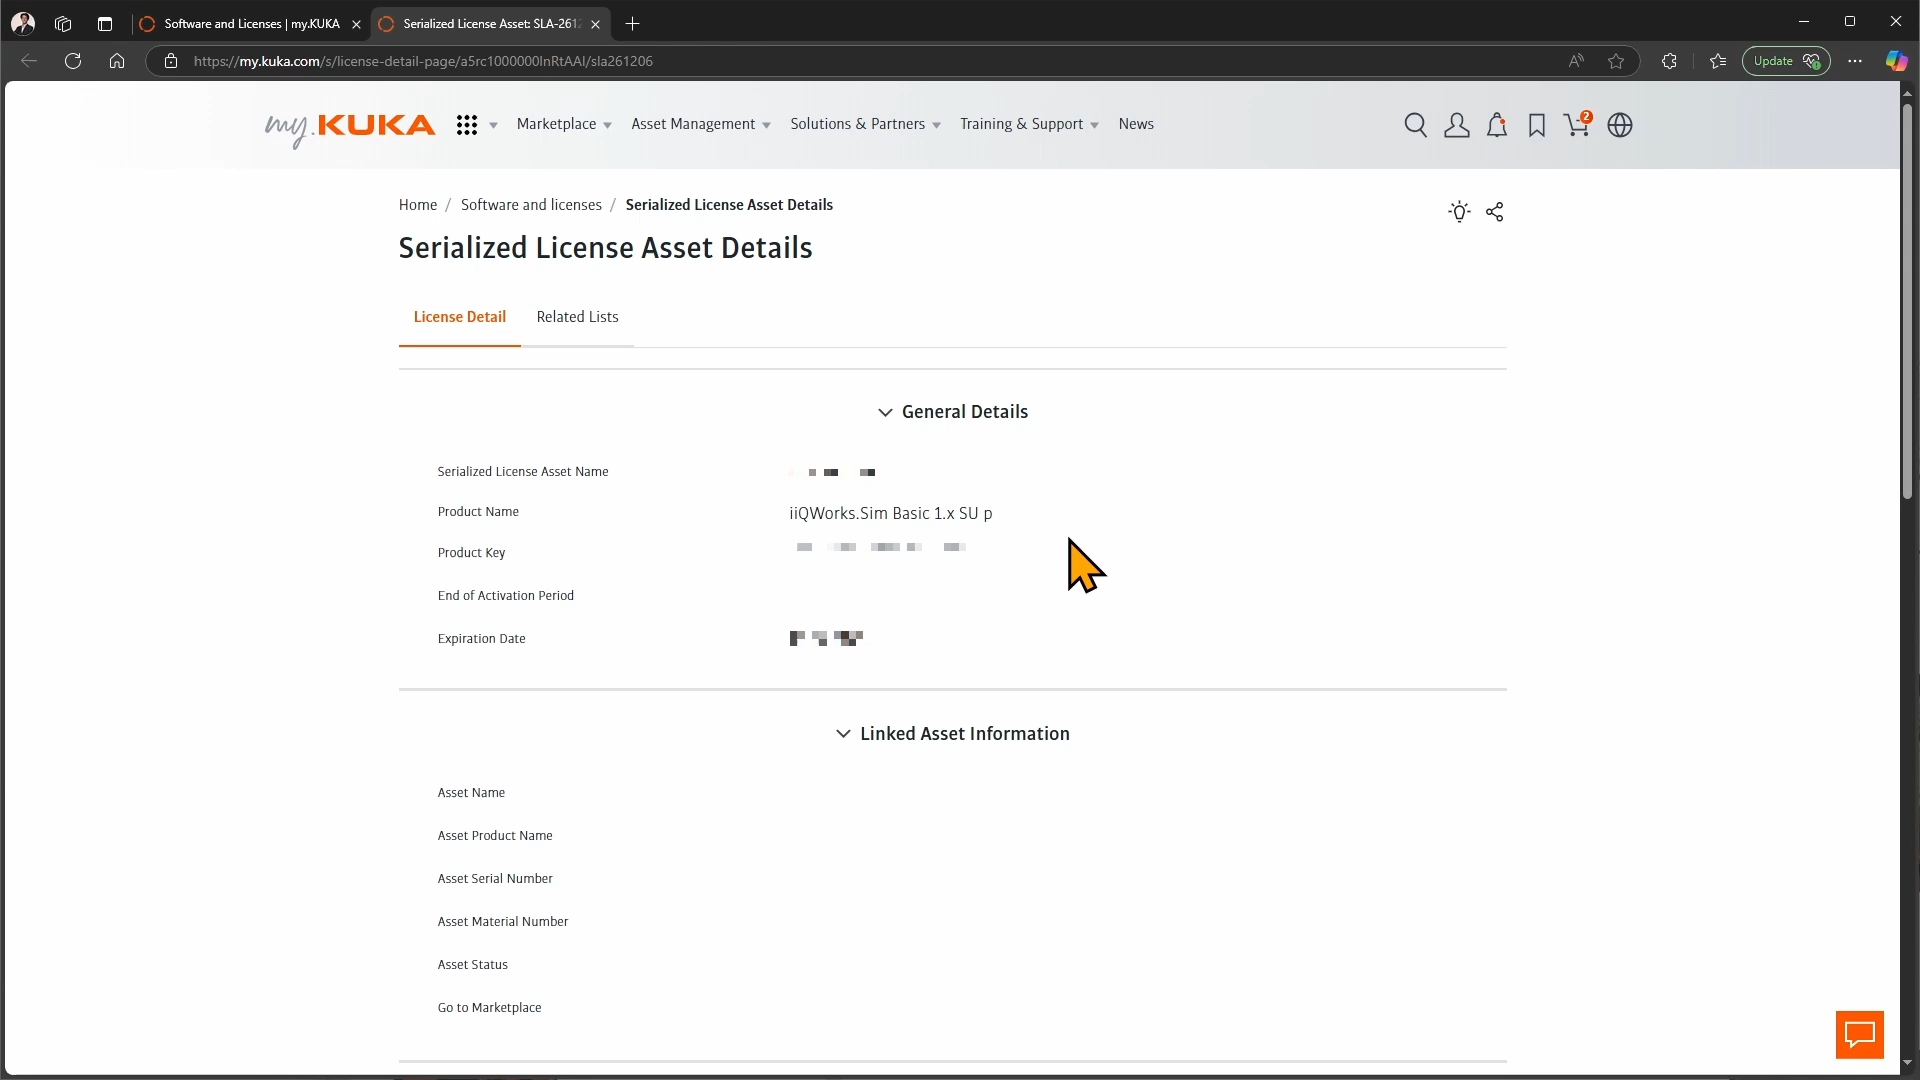 Software and Licenses | my.KUKA
Serialized License Asset: SLA-2612
https://my.kuka.com/s/license-detail-page/a5rc1000000lnRtAAI/sla261206
Update
my.KUKA
Marketplace
Asset Management
Solutions & Partners
Training & Support
News
2
Home / Software and licenses / Serialized License Asset Details
Serialized License Asset Details
License Detail
Related Lists
General Details
Serialized License Asset Name
Product Name
iiQWorks.Sim Basic 1.x SU p
Product Key
End of Activation Period
Expiration Date
Linked Asset Information
Asset Name
Asset Product Name
Asset Serial Number
Asset Material Number
Asset Status
Go to Marketplace